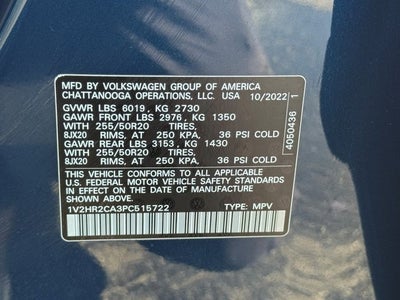 MFD. BY VOLKSWAGEN GROUP OF AMERICA
CHATTANOOGA OPERATIONS, LLC. USA 10/2022
GVWR LBS 6019, KG 2730
GAWR FRONT LBS 2976, KG 1350
WITH 255/50R20 TIRES,
8JX20 RIMS, AT 250 KPA, 36 PSI COLD
GAWR REAR LBS 3153, KG 1430
WITH 255/50R20 TIRES,
8JX20 RIMS, AT 250 KPA, 36 PSI COLD
THIS VEHICLE CONFORMS TO ALL APPLICABLE
U.S. FEDERAL MOTOR VEHICLE SAFETY STANDARDS
IN EFFECT ON THE DATE OF MANUFACTURE
SHOWN ABOVE.
1V2HR2CA3PC515722 TYPE: MPV
4050436 1